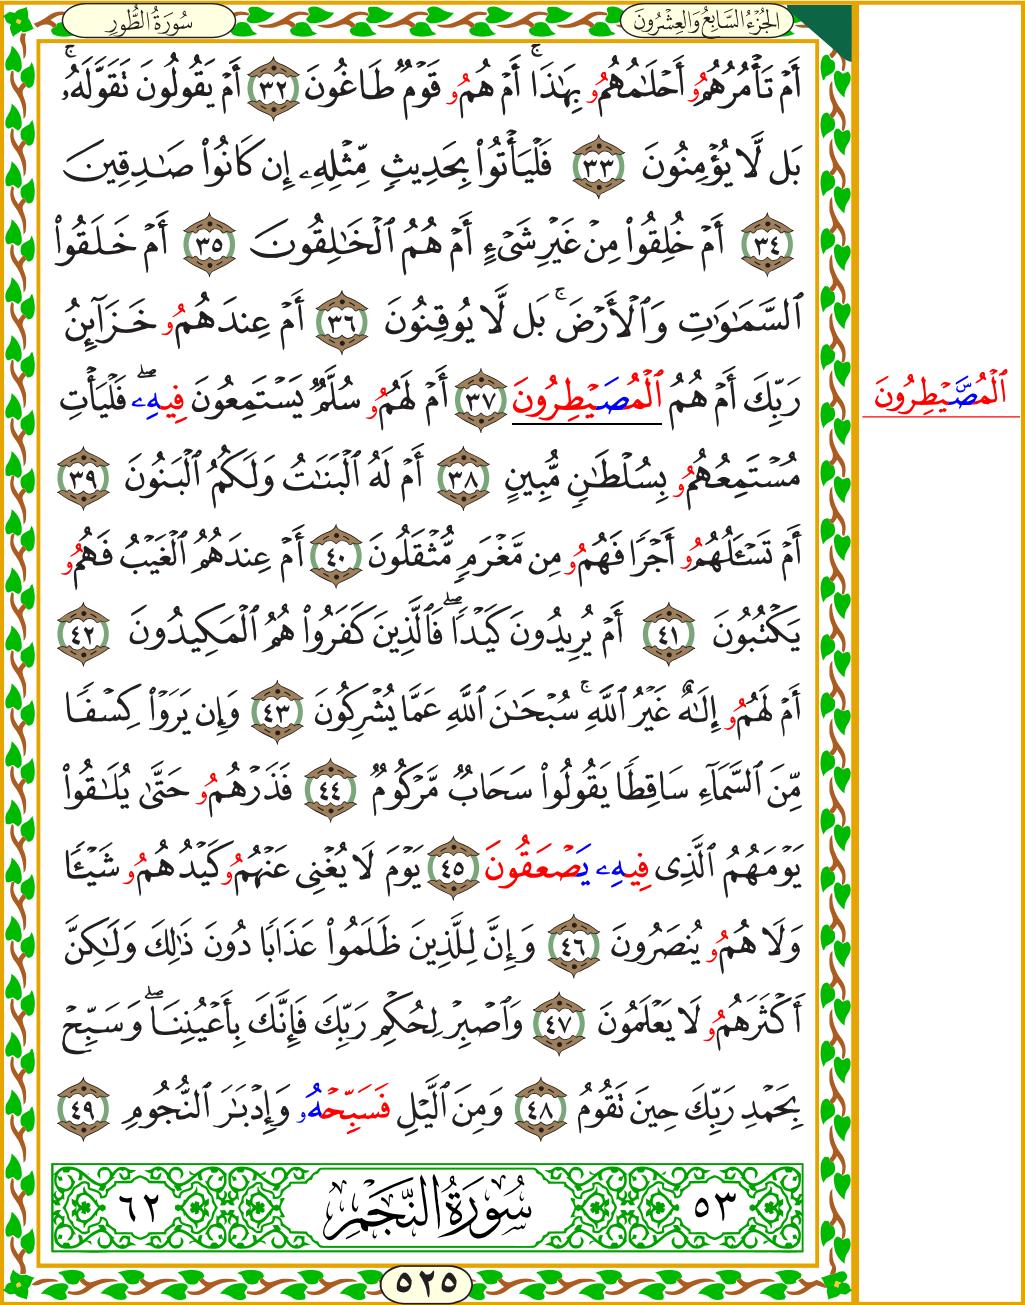 الجُزْءُ السَّابِعُ وَالعِشْرُونَ
سُورَةُ الطُّورِ
أَمْ تَأْمُرُهُمُۥ أَحْلَٰمُهُمُۥ بِهَٰذَاۚ أَمْ هُمُۥ قَوْمٌ طَاغُونَ ٣٢ أَمْ يَقُولُونَ تَقَوَّلَهُۥۚ
بَل لَّا يُؤْمِنُونَ ٣٣ فَلْيَأْتُوا۟ بِحَدِيثٍ مِّثْلِهِۦ إِن كَانُوا۟ صَٰدِقِينَ
٣٤ أَمْ خُلِقُوا۟ مِنْ غَيْرِ شَىْءٍ أَمْ هُمُ ٱلْخَٰلِقُونَ ٣٥ أَمْ خَلَقُوا۟
ٱلسَّمَٰوَٰتِ وَٱلْأَرْضَۚ بَل لَّا يُوقِنُونَ ٣٦ أَمْ عِندَهُمُۥ خَزَآئِنُ
رَبِّكَ أَمْ هُمُ ٱلْمُصَيْطِرُونَ ٣٧ أَمْ لَهُمُۥ سُلَّمٌ يَسْتَمِعُونَ فِيهِۦۖ فَلْيَأْتِ
ٱلْمُصَّيْطِرُونَ
مُسْتَمِعُهُمُۥ بِسُلْطَٰنٍ مُّبِينٍ ٣٨ أَمْ لَهُ ٱلْبَنَٰتُ وَلَكُمُ ٱلْبَنُونَ ٣٩
أَمْ تَسْـَٔلُهُمُۥ أَجْرًا فَهُمُۥ مِن مَّغْرَمٍ مُّثْقَلُونَ ٤٠ أَمْ عِندَهُمُ ٱلْغَيْبُ فَهُمُۥ
يَكْتُبُونَ ٤١ أَمْ يُرِيدُونَ كَيْدًاۖ فَٱلَّذِينَ كَفَرُوا۟ هُمُ ٱلْمَكِيدُونَ ٤٢
أَمْ لَهُمُۥ إِلَٰهٌ غَيْرُ ٱللَّهِۚ سُبْحَٰنَ ٱللَّهِ عَمَّا يُشْرِكُونَ ٤٣ وَإِن يَرَوْا۟ كِسْفًا
مِّنَ ٱلسَّمَآءِ سَاقِطًا يَقُولُوا۟ سَحَابٌ مَّرْكُومٌ ٤٤ فَذَرْهُمُۥ حَتَّىٰ يُلَٰقُوا۟
يَوْمَهُمُ ٱلَّذِى فِيهِۦ يَصْعَقُونَ ٤٥ يَوْمَ لَا يُغْنِى عَنْهُمُۥ كَيْدُهُمُۥ شَيْـًٔا
وَلَا هُمُۥ يُنصَرُونَ ٤٦ وَإِنَّ لِلَّذِينَ ظَلَمُوا۟ عَذَابًا دُونَ ذَٰلِكَ وَلَٰكِنَّ
أَكْثَرَهُمُۥ لَا يَعْلَمُونَ ٤٧ وَٱصْبِرْ لِحُكْمِ رَبِّكَ فَإِنَّكَ بِأَعْيُنِنَاۖ وَسَبِّحْ
بِحَمْدِ رَبِّكَ حِينَ تَقُومُ ٤٨ وَمِنَ ٱلَّيْلِ فَسَبِّحْهُۥ وَإِدْبَٰرَ ٱلنُّجُومِ ٤٩
٥٣ سُورَةُ النَّجْمِ ٦٢
٥٢٥